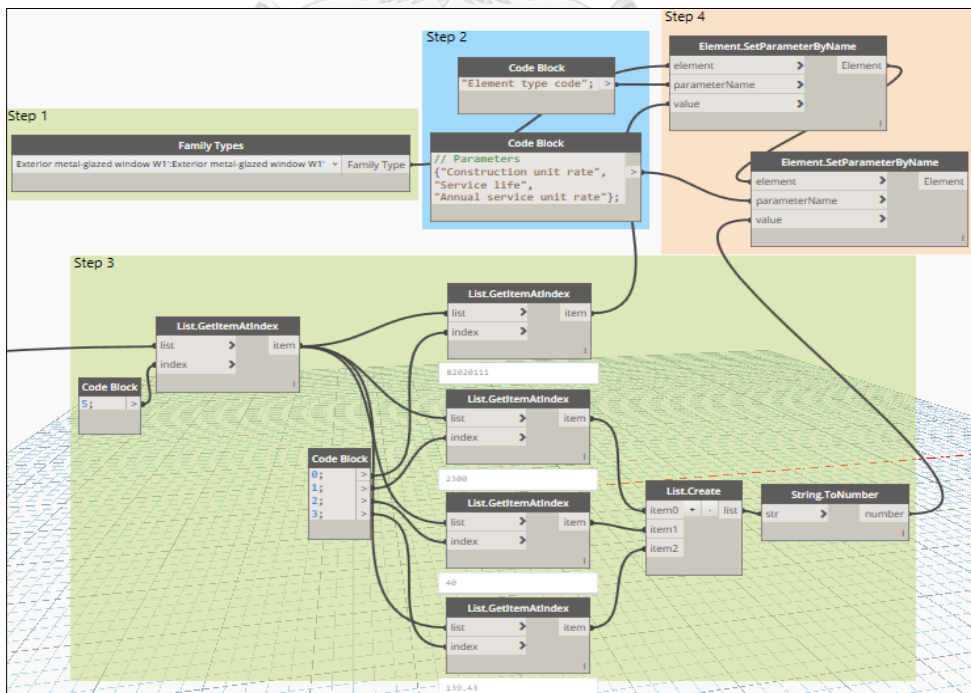 Step 1
Family Types
Exterior metal-glazed window W1':Exterior metal-glazed window W1'
Family Type
Step 2
Code Block
"Element type code"; >
Code Block
// Parameters
{"Construction unit rate", >
"Service life",
"Annual service unit rate"};
Step 4
Element.SetParameterByName
element > Element
parameterName >
value >
Element.SetParameterByName
element > Element
parameterName >
value >
Step 3
List.GetItemAtIndex
list > item
index >
Code Block
5; >
Code Block
0; >
1; >
2; >
3; >
List.GetItemAtIndex
list > item
index >
B2020111
List.GetItemAtIndex
list > item
index >
2300
List.GetItemAtIndex
list > item
index >
40
List.GetItemAtIndex
list > item
index >
139.43
List.Create
item0 + - list
item1
item2
String.ToNumber
str > number